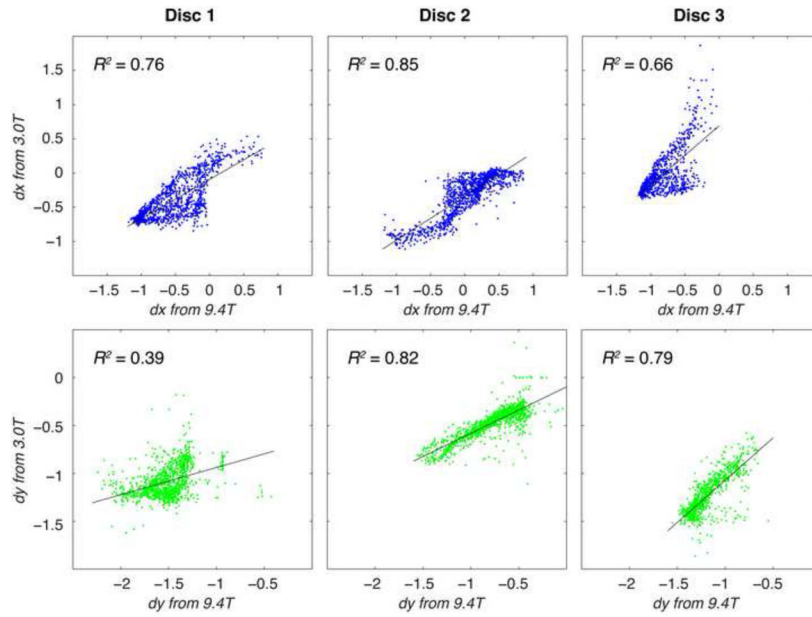 Disc 1 Disc 2 Disc 3
R² = 0.76 R² = 0.85 R² = 0.66
1.5
1
0.5
0
−0.5
−1
dx from 3.0T
−1.5 −1 −0.5 0 0.5 1 −1.5 −1 −0.5 0 0.5 1 −1.5 −1 −0.5 0 0.5 1
dx from 9.4T dx from 9.4T dx from 9.4T
R² = 0.39 R² = 0.82 R² = 0.79
0
−0.5
−1
−1.5
dy from 3.0T
−2 −1.5 −1 −0.5 −2 −1.5 −1 −0.5 −2 −1.5 −1 −0.5
dy from 9.4T dy from 9.4T dy from 9.4T